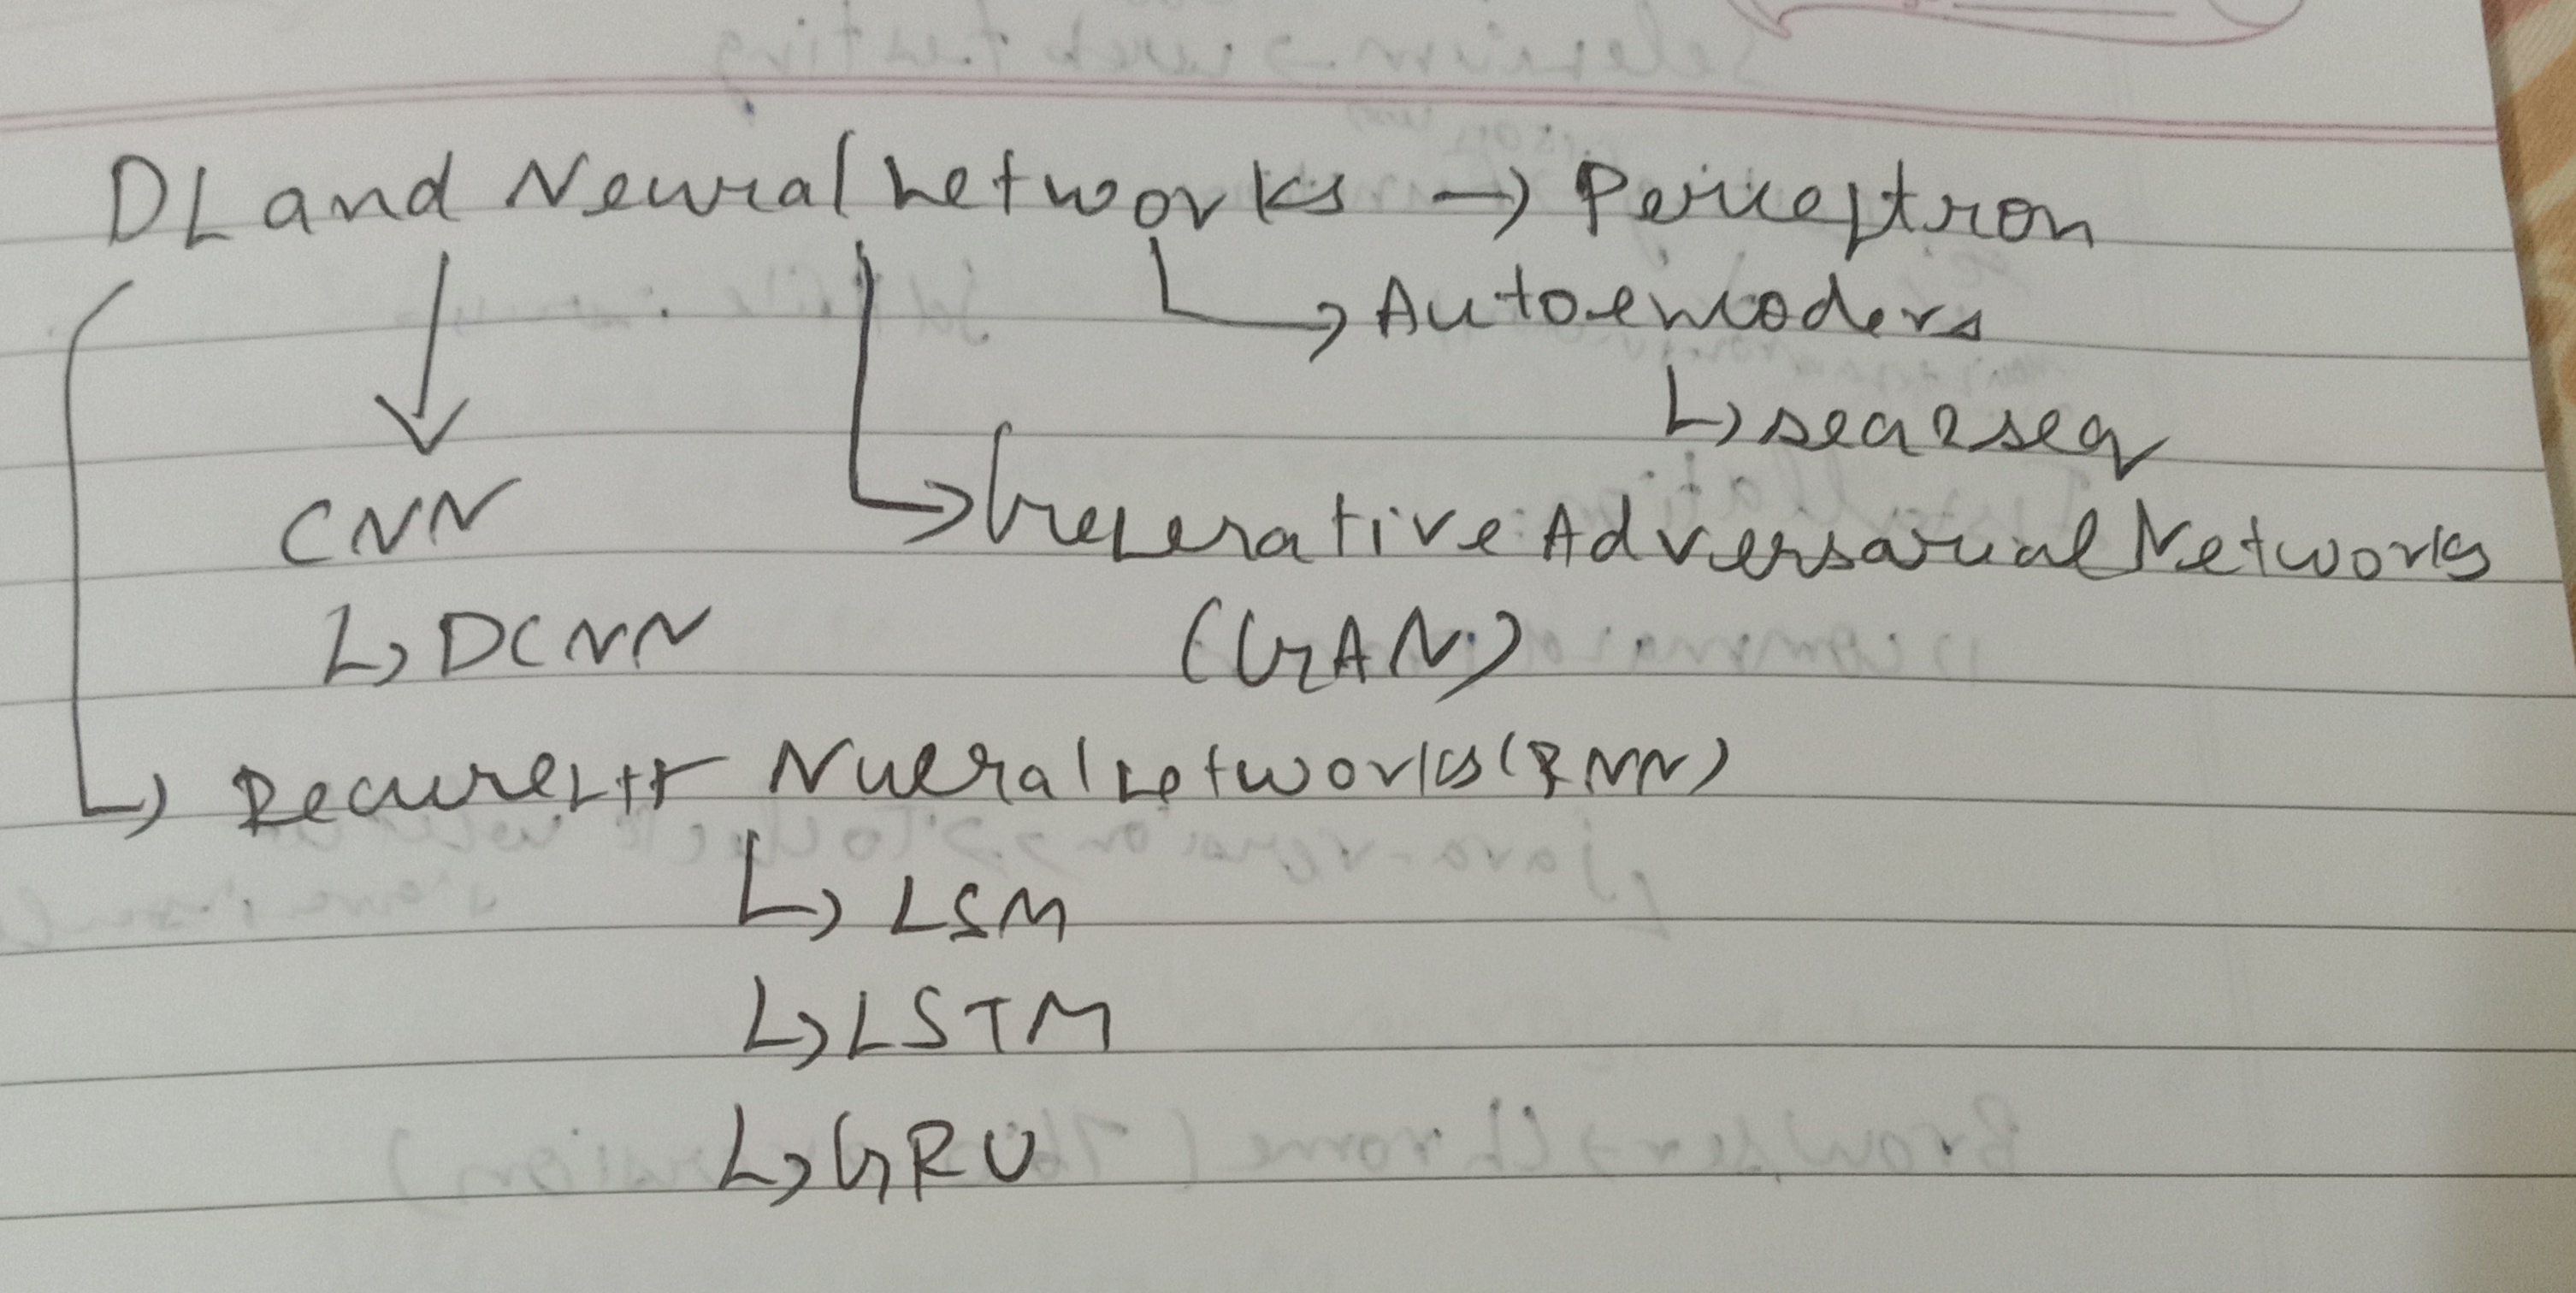 DL and Neural networks → Perceptron
↳ Autoencoders
↳ seq2seq
CNN
↳ Generative Adversarial Networks
↳ DCNN
(GAN)
↳ Recurrent Nueral networks (RNN)
↳ LSM
↳ LSTM
↳ GRU